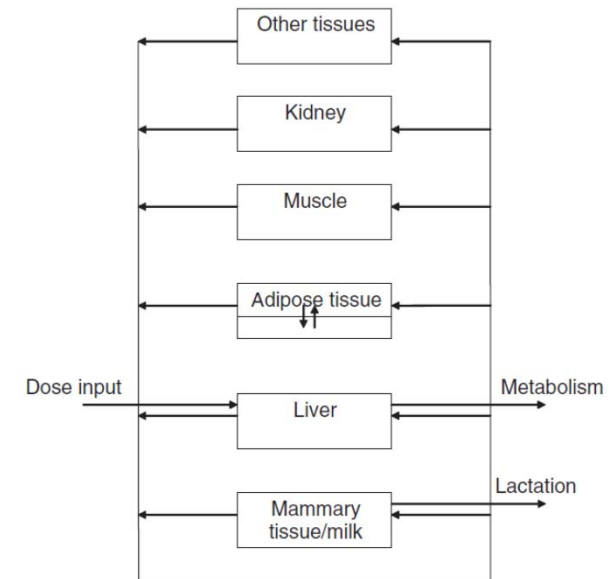 Other tissues
Kidney
Muscle
Adipose tissue
Dose input
Liver
Metabolism
Lactation
Mammary
tissue/milk